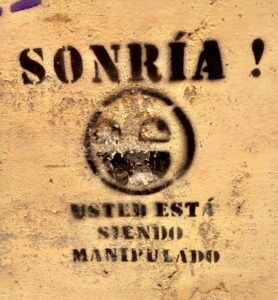 SONRÍA !
USTED ESTÁ
SIENDO
MANIPULADO